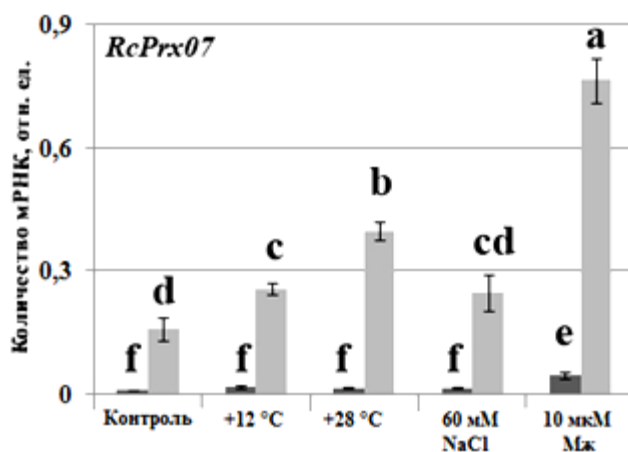 0,9
RcPrx07
a
Количество мРНК, отн. ед.
0,6
b
c
cd
0,3
d
e
f f f f
0
Контроль +12 °C +28 °C 60 мМ NaCl 10 мкМ Мж